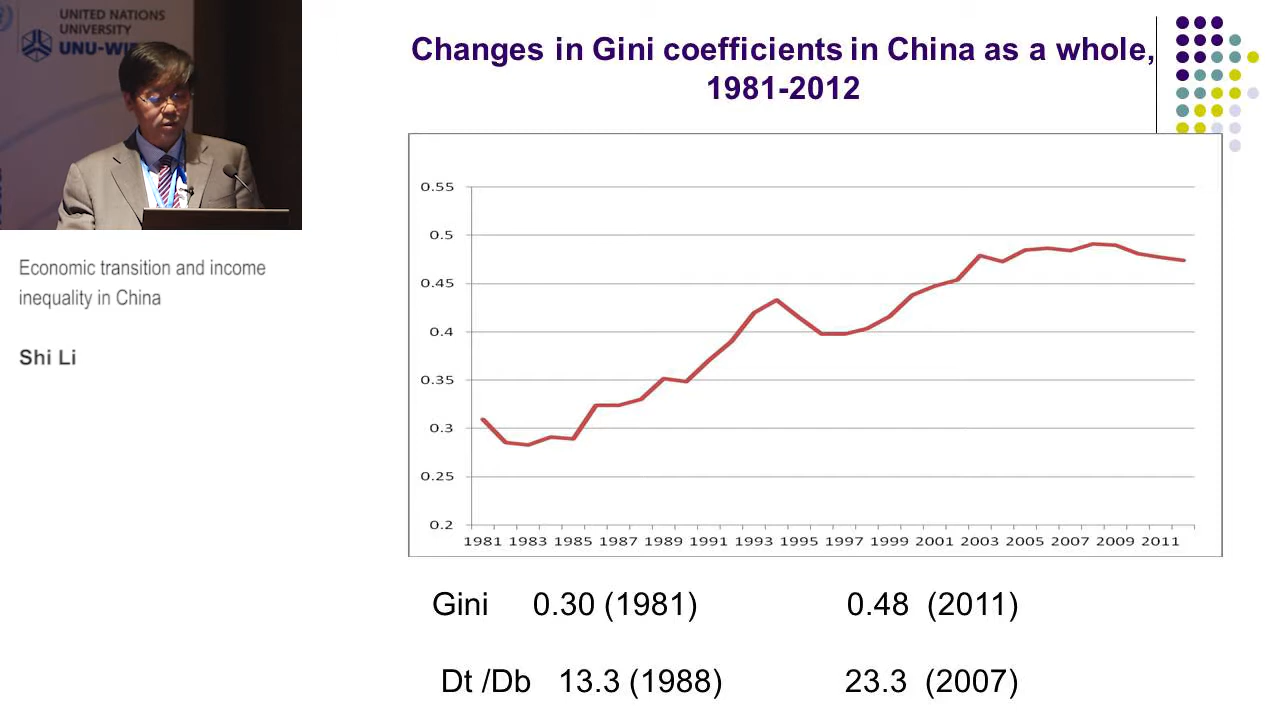 UNITED NATIONS
UNIVERSITY
Economic transition and income
inequality in China
Shi Li
Changes in Gini coefficients in China as a whole,
1981-2012
0.55
0.5
0.45
0.4
0.35
0.3
0.25
0.2
1981 1983 1985 1987 1989 1991 1993 1995 1997 1999 2001 2003 2005 2007 2009 2011
Gini 0.30 (1981) 0.48 (2011)
Dt /Db 13.3 (1988) 23.3 (2007)